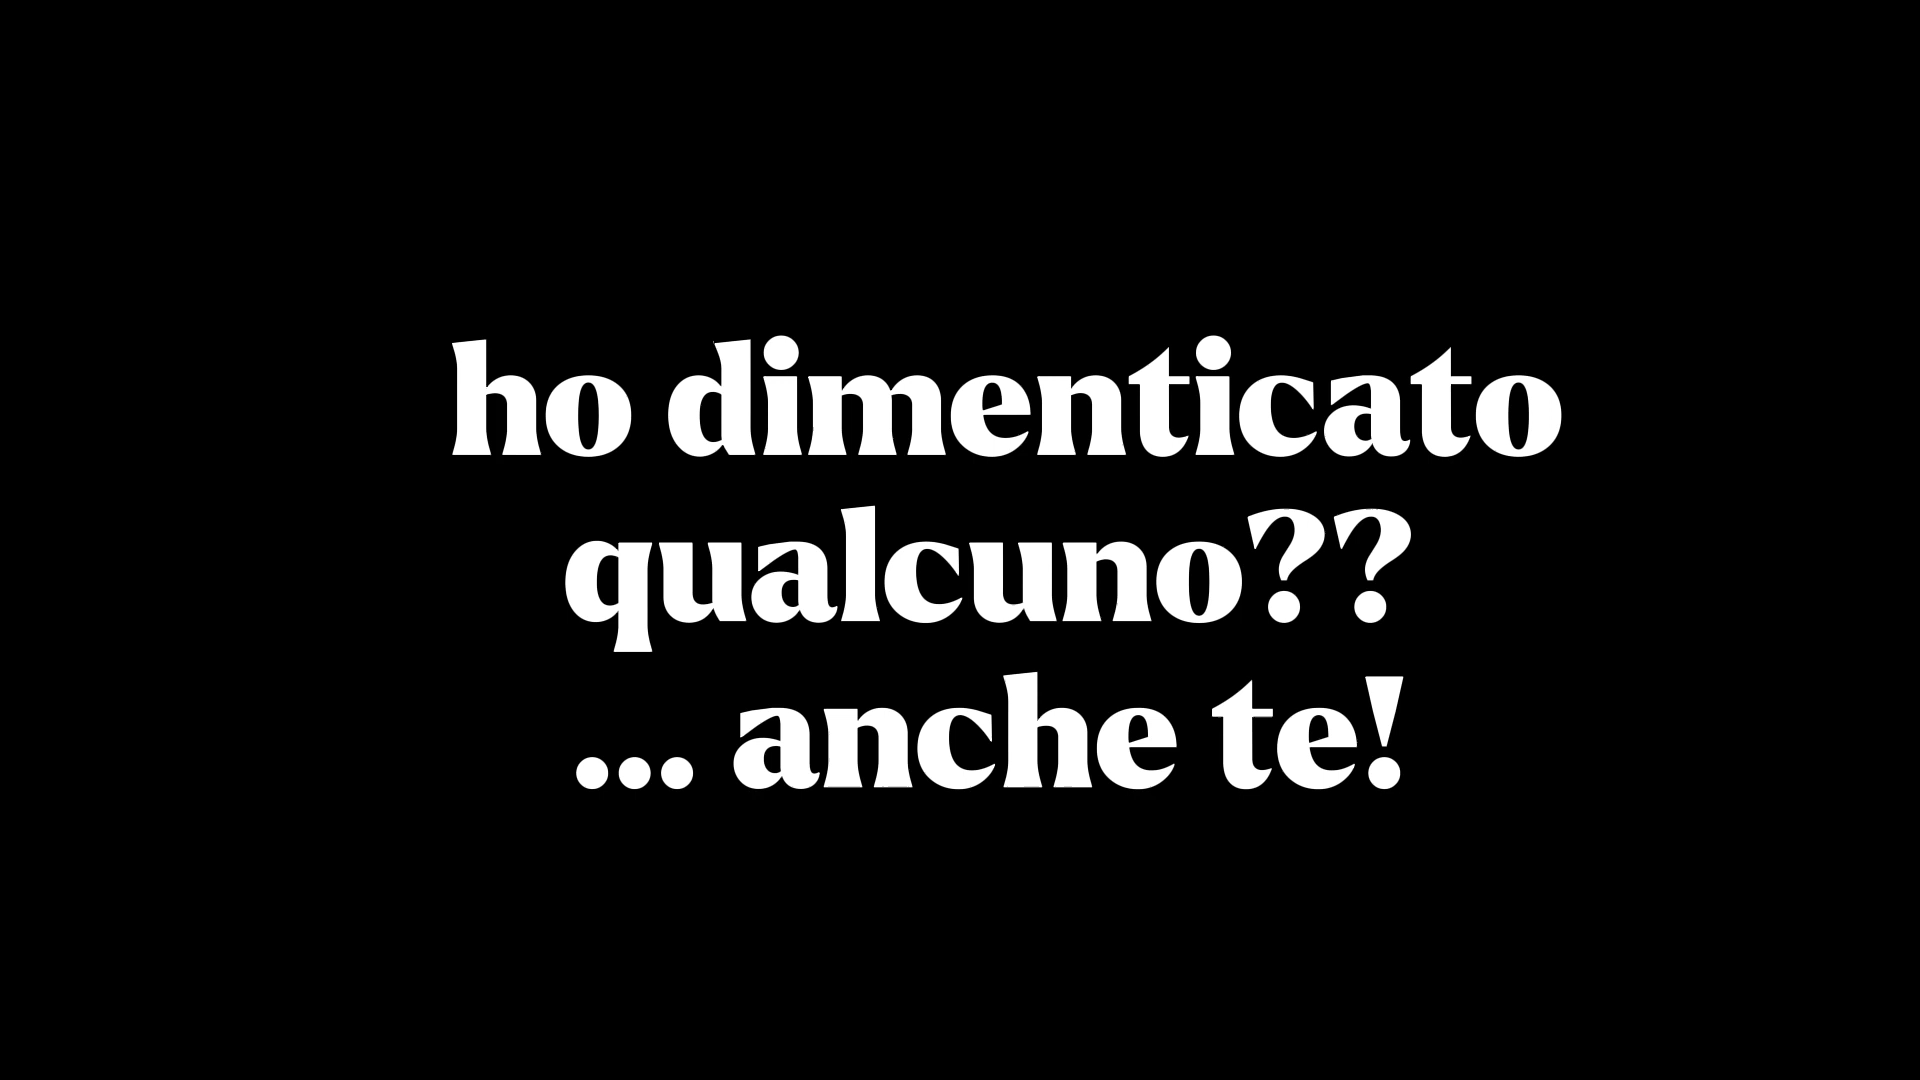 ho dimenticato
qualcuno??
... anche te!